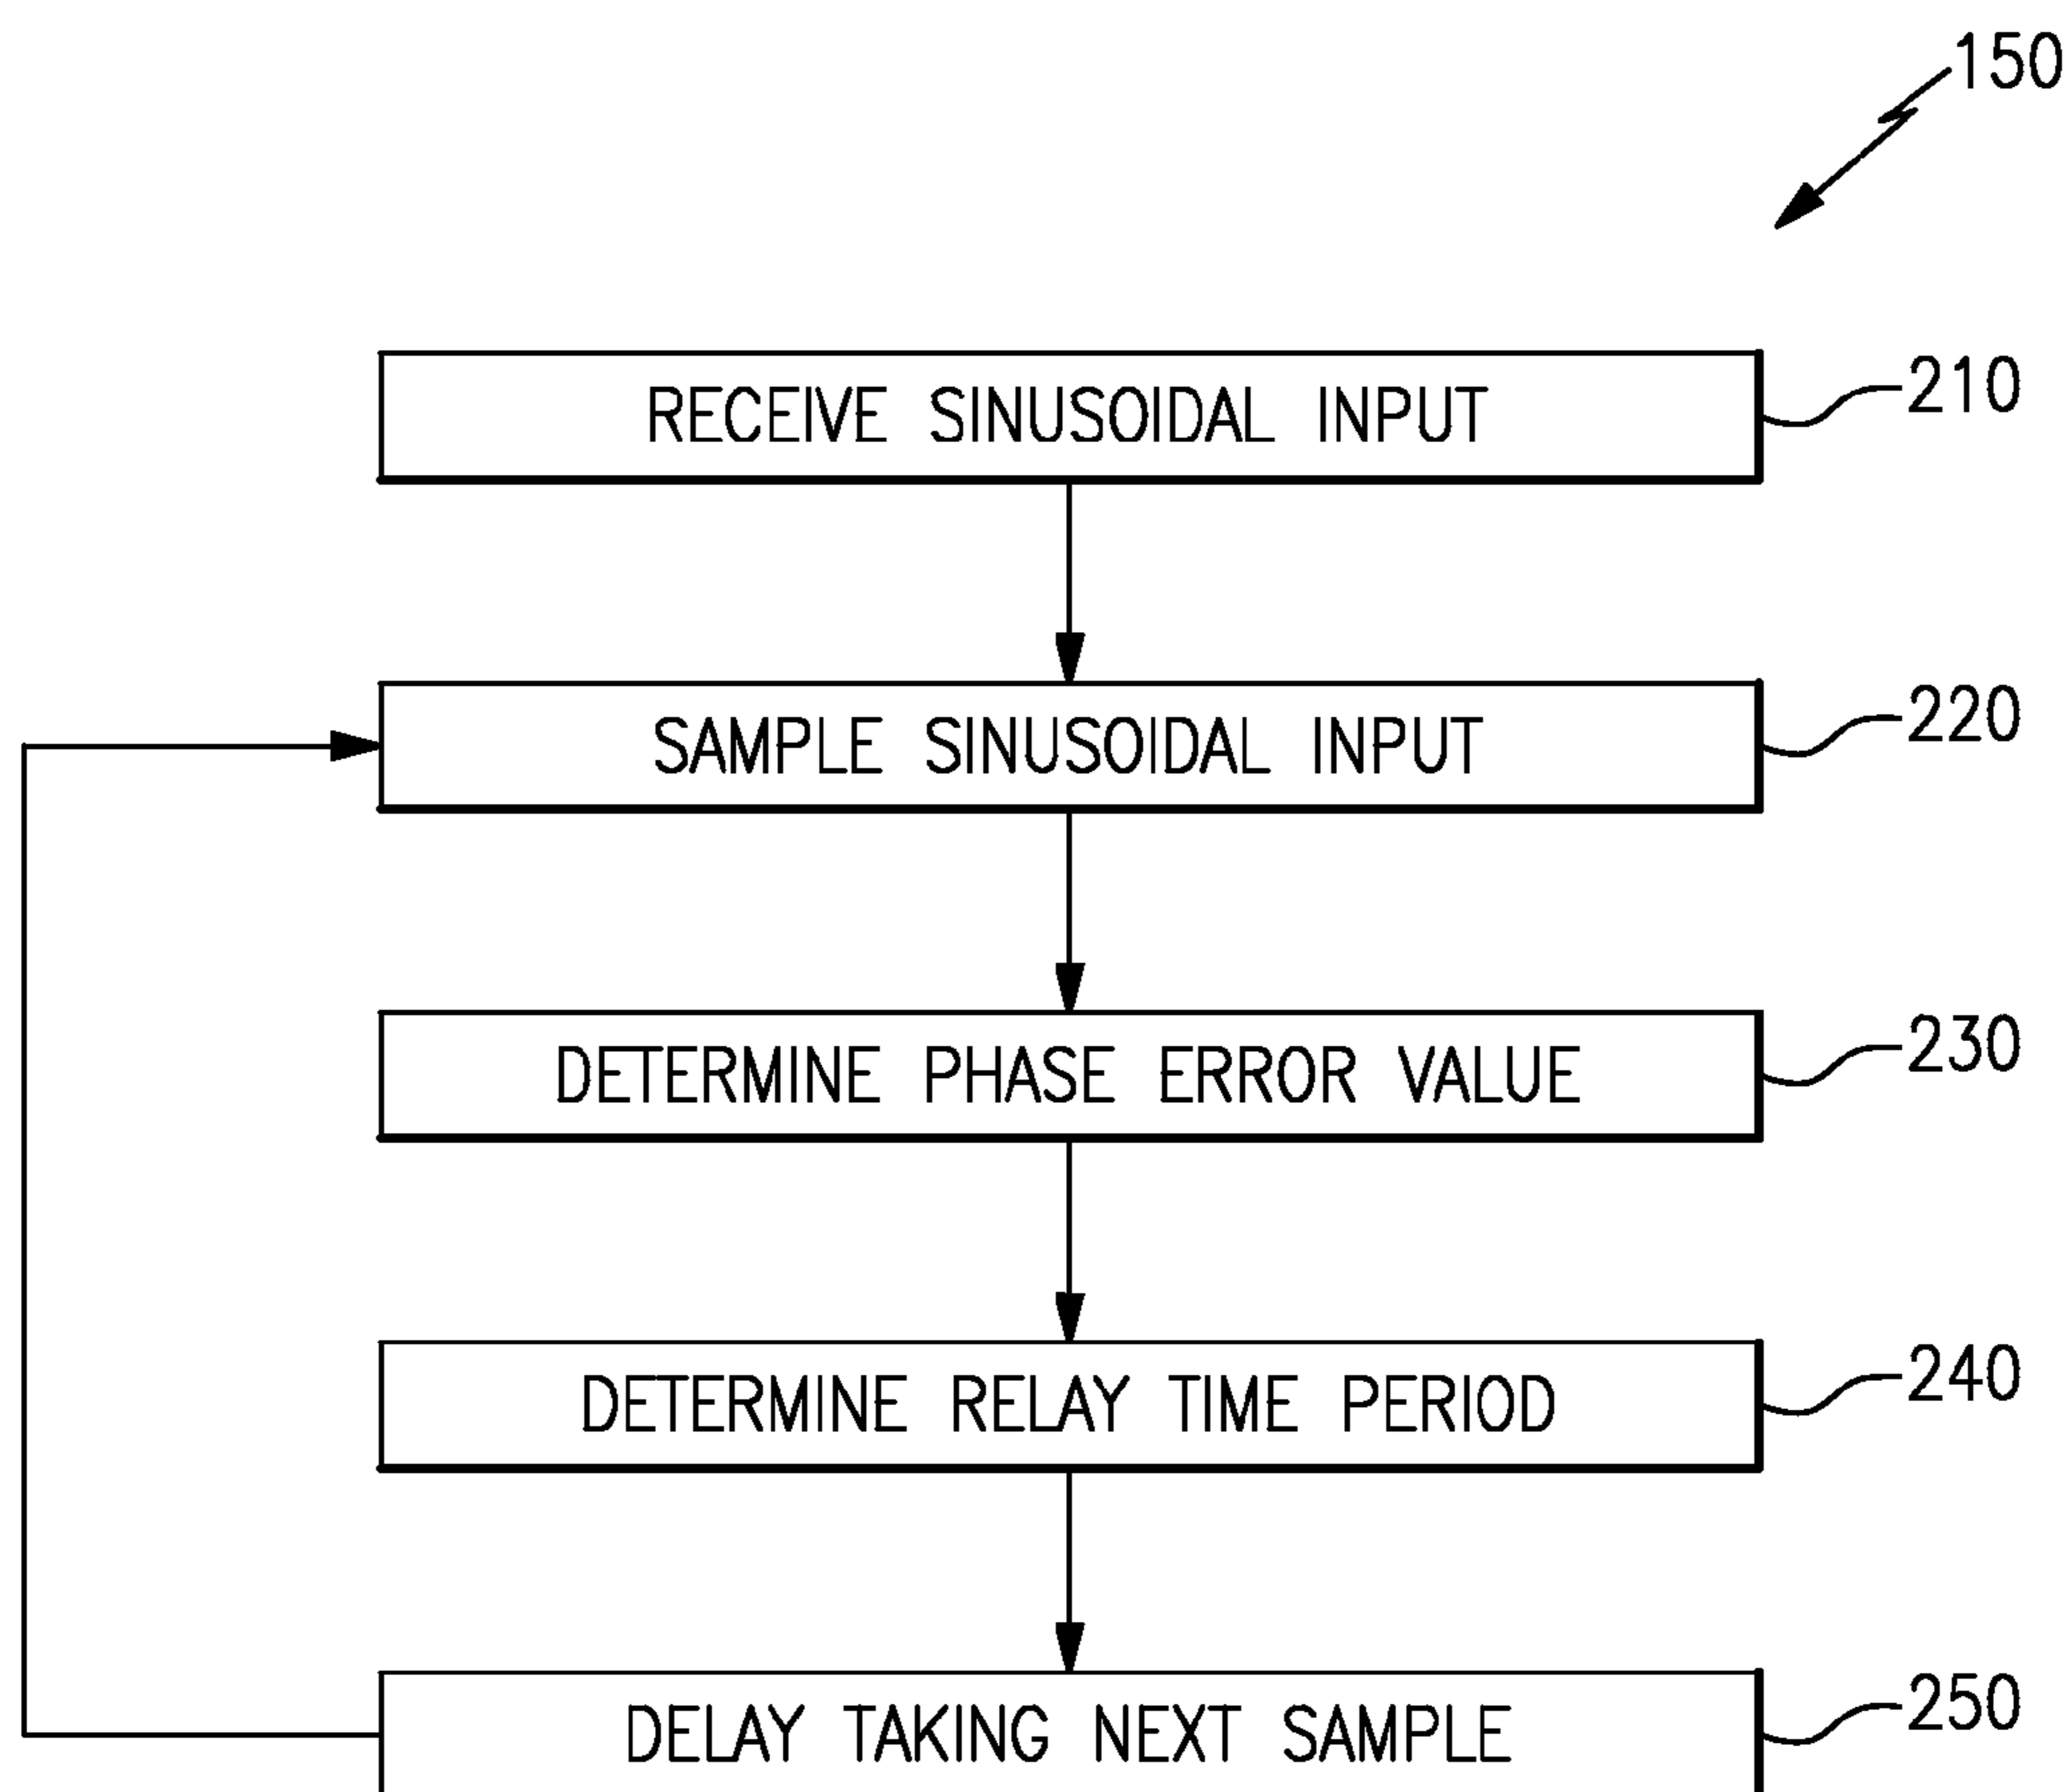 150
RECEIVE SINUSOIDAL INPUT 210
SAMPLE SINUSOIDAL INPUT 220
DETERMINE PHASE ERROR VALUE 230
DETERMINE RELAY TIME PERIOD 240
DELAY TAKING NEXT SAMPLE 250